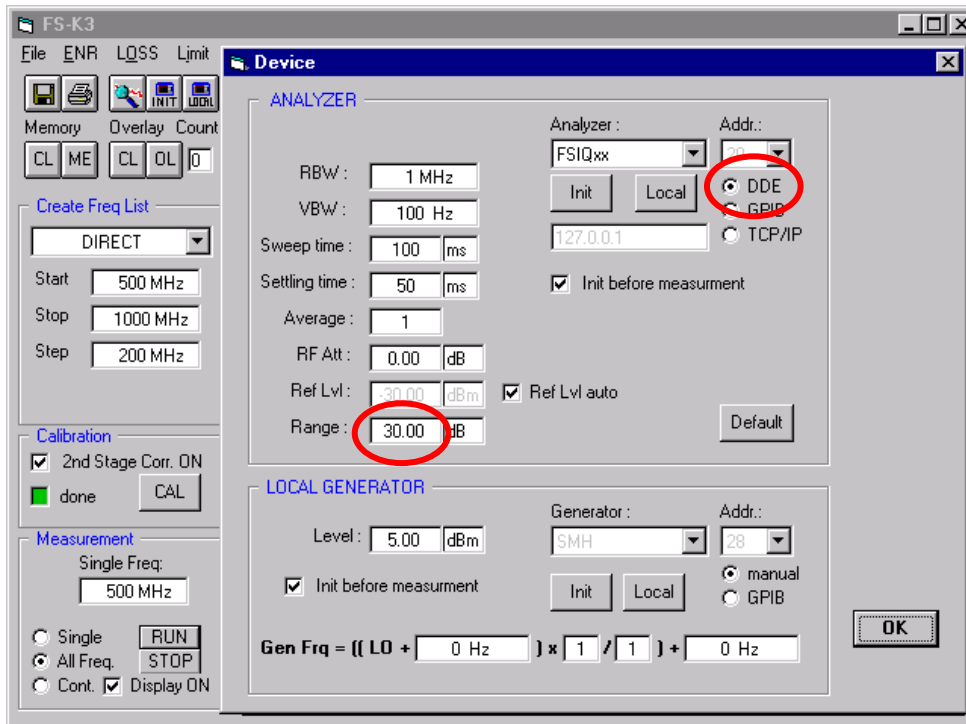 FS-K3
File ENR LOSS Limit
INIT LOCAL
Memory Overlay Count
CL ME CL OL 0
Create Freq List
DIRECT
Start 500 MHz
Stop 1000 MHz
Step 200 MHz
Calibration
2nd Stage Corr. ON
done CAL
Measurement
Single Freq:
500 MHz
Single RUN
All Freq. STOP
Cont. Display ON
Device
ANALYZER
Analyzer : Addr.:
FSIQxx 20
RBW : 1 MHz
Init Local DDE
VBW : 100 Hz
GPIB
Sweep time : 100 ms
127.0.0.1 TCP/IP
Settling time : 50 ms
Init before measurment
Average : 1
RF Att : 0.00 dB
Ref Lvl : -30.00 dBm Ref Lvl auto
Range : 30.00 dB
Default
LOCAL GENERATOR
Generator : Addr.:
Level : 5.00 dBm
SMH 28
Init before measurment
Init Local
manual
GPIB
OK
Gen Frq = (( LO + 0 Hz ) x 1 / 1 ) + 0 Hz